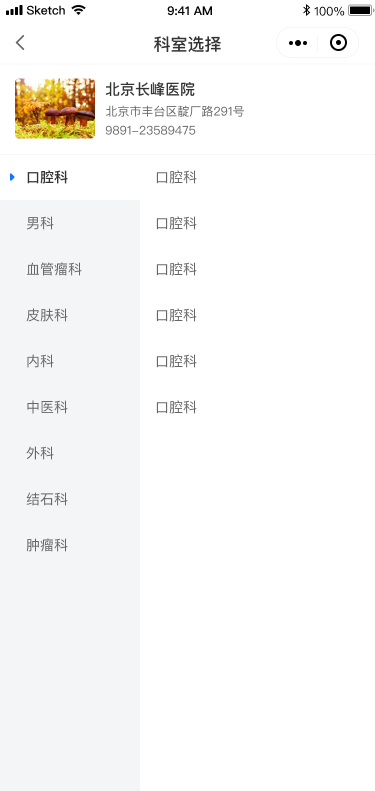 Sketch 9:41 AM 100%
科室选择
北京长峰医院
北京市丰台区靛厂路291号
9891-23589475
口腔科 口腔科
男科 口腔科
血管瘤科 口腔科
皮肤科 口腔科
内科 口腔科
中医科 口腔科
外科
结石科
肿瘤科